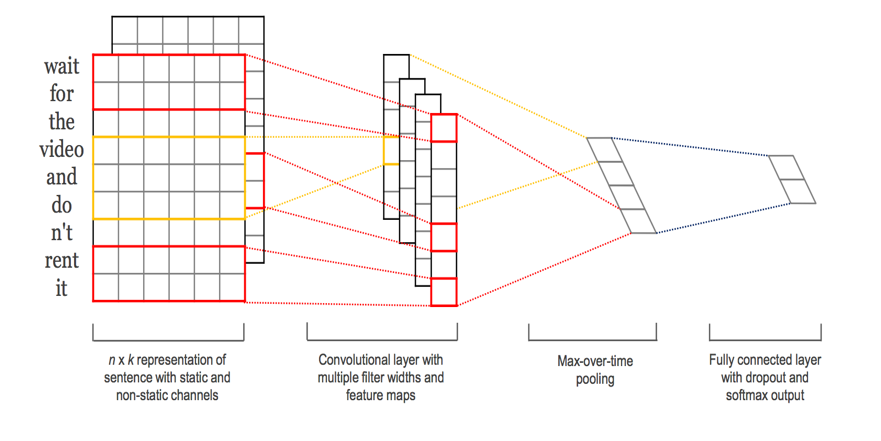 wait
for
the
video
and
do
n't
rent
it
n x k representation of
sentence with static and
non-static channels
Convolutional layer with
multiple filter widths and
feature maps
Max-over-time
pooling
Fully connected layer
with dropout and
softmax output